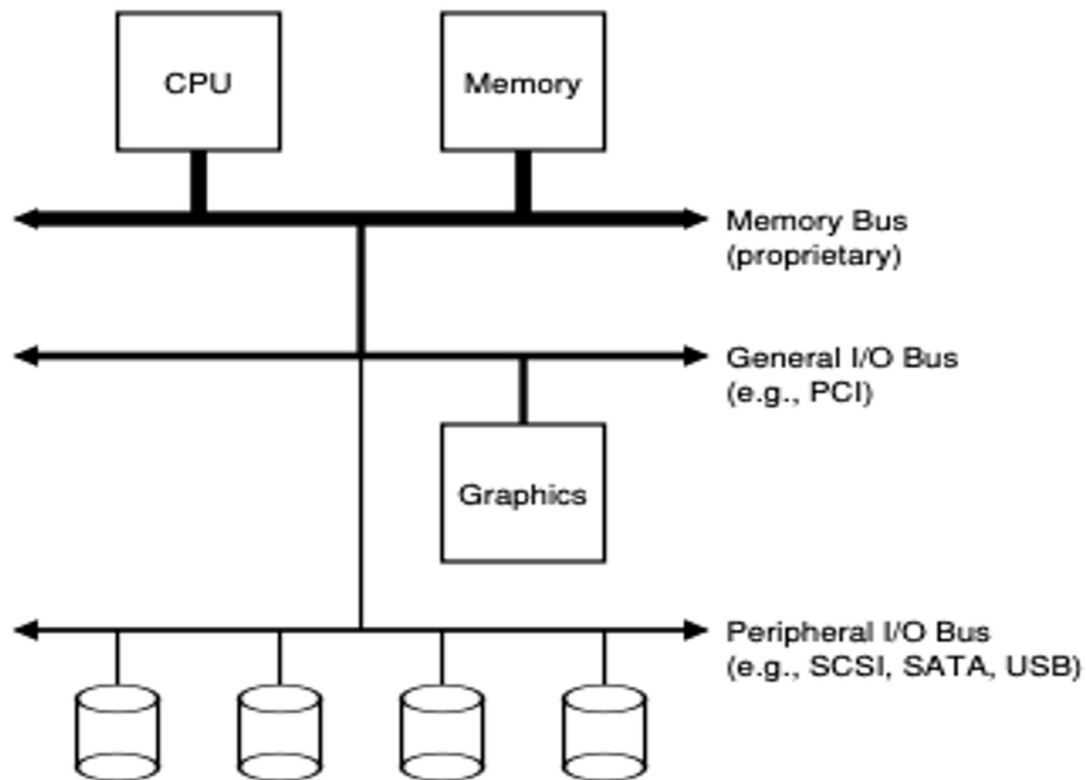 CPU
Memory
Memory Bus
(proprietary)
General I/O Bus
(e.g., PCI)
Graphics
Peripheral I/O Bus
(e.g., SCSI, SATA, USB)